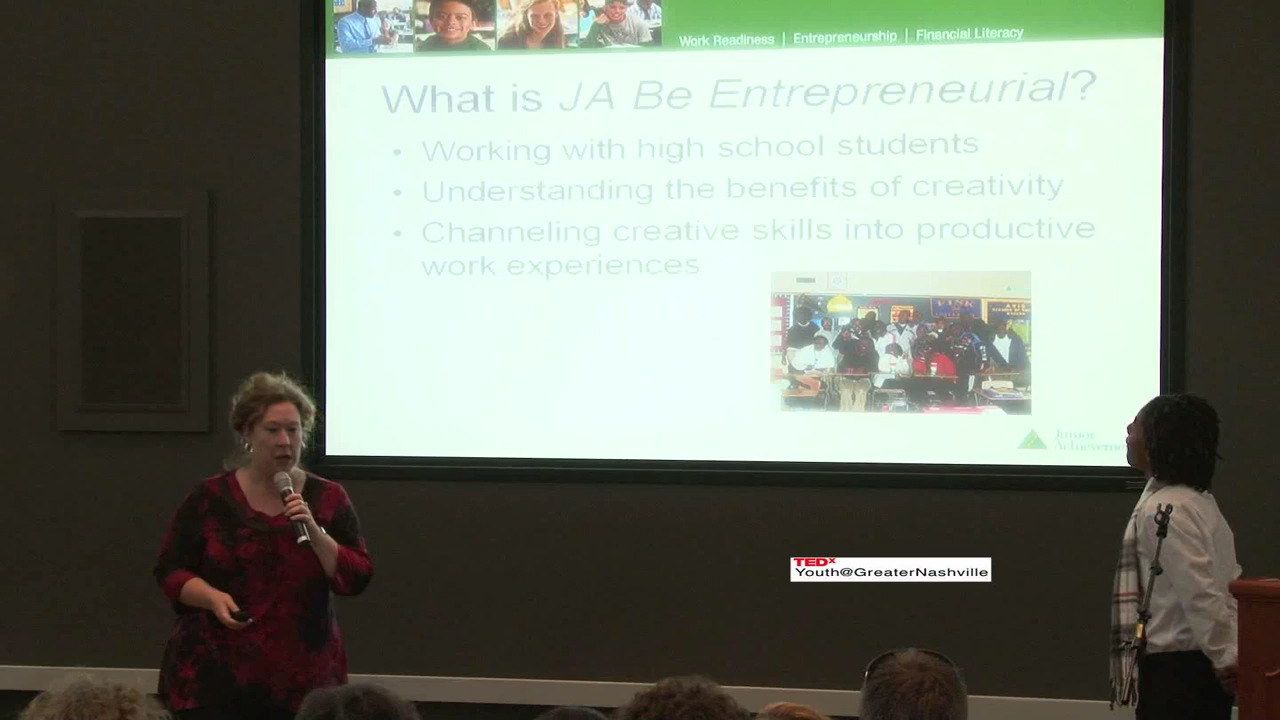 Work Readiness | Entrepreneurship | Financial Literacy
What is JA Be Entrepreneurial?
• Working with high school students
• Understanding the benefits of creativity
• Channeling creative skills into productive
work experiences
Junior
TEDx
Youth@GreaterNashville